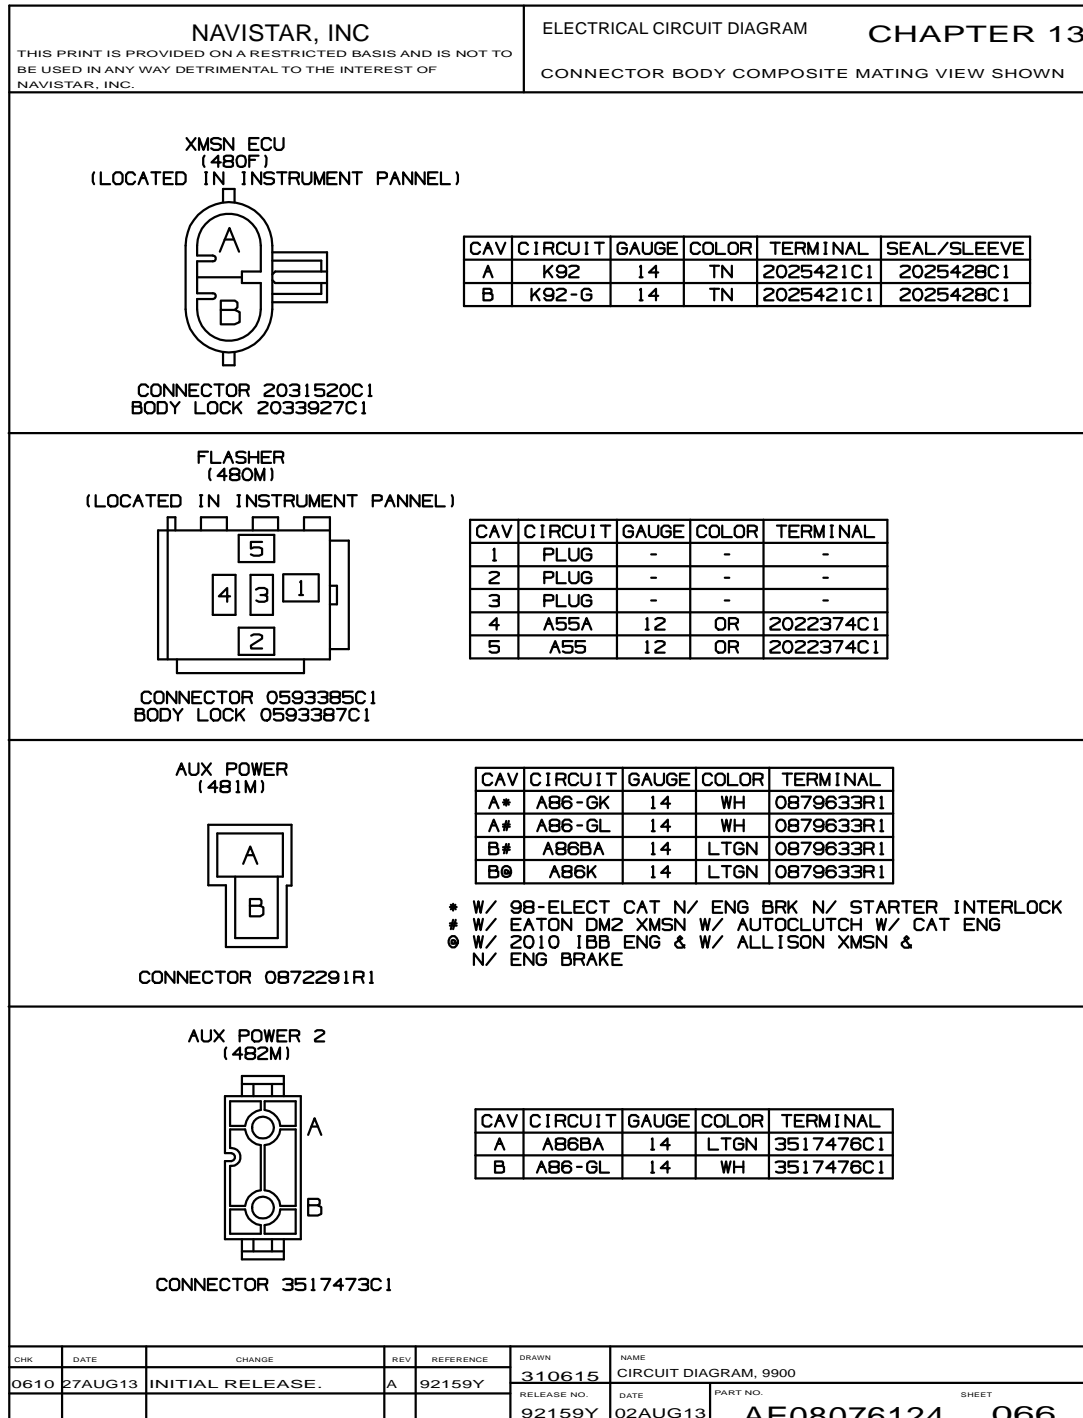 NAVISTAR, INC
THIS PRINT IS PROVIDED ON A RESTRICTED BASIS AND IS NOT TO
BE USED IN ANY WAY DETRIMENTAL TO THE INTEREST OF
NAVISTAR, INC.
ELECTRICAL CIRCUIT DIAGRAM CHAPTER 13
CONNECTOR BODY COMPOSITE MATING VIEW SHOWN
XMSN ECU
(480F)
(LOCATED IN INSTRUMENT PANNEL)
A
B
CONNECTOR 2031520C1
BODY LOCK 2033927C1
CAV CIRCUIT GAUGE COLOR TERMINAL SEAL/SLEEVE
A K92 14 TN 2025421C1 2025428C1
B K92-G 14 TN 2025421C1 2025428C1
FLASHER
(480M)
(LOCATED IN INSTRUMENT PANNEL)
5
4 3 1
2
CONNECTOR 0593385C1
BODY LOCK 0593387C1
CAV CIRCUIT GAUGE COLOR TERMINAL
1 PLUG - - -
2 PLUG - - -
3 PLUG - - -
4 A55A 12 OR 2022374C1
5 A55 12 OR 2022374C1
AUX POWER
(481M)
A
B
CONNECTOR 0872291R1
CAV CIRCUIT GAUGE COLOR TERMINAL
A* A86-GK 14 WH 0879633R1
A# A86-GL 14 WH 0879633R1
B# A86BA 14 LTGN 0879633R1
B@ A86K 14 LTGN 0879633R1
* W/ 98-ELECT CAT N/ ENG BRK N/ STARTER INTERLOCK
# W/ EATON DM2 XMSN W/ AUTOCLUTCH W/ CAT ENG
@ W/ 2010 IBB ENG & W/ ALLISON XMSN &
N/ ENG BRAKE
AUX POWER 2
(482M)
A
B
CONNECTOR 3517473C1
CAV CIRCUIT GAUGE COLOR TERMINAL
A A86BA 14 LTGN 3517476C1
B A86-GL 14 WH 3517476C1
CHK DATE CHANGE REV REFERENCE
0610 27AUG13 INITIAL RELEASE. A 92159Y
DRAWN
310615
NAME
CIRCUIT DIAGRAM, 9900
RELEASE NO.
92159Y
DATE
02AUG13
PART NO.
AE08076124
SHEET
066